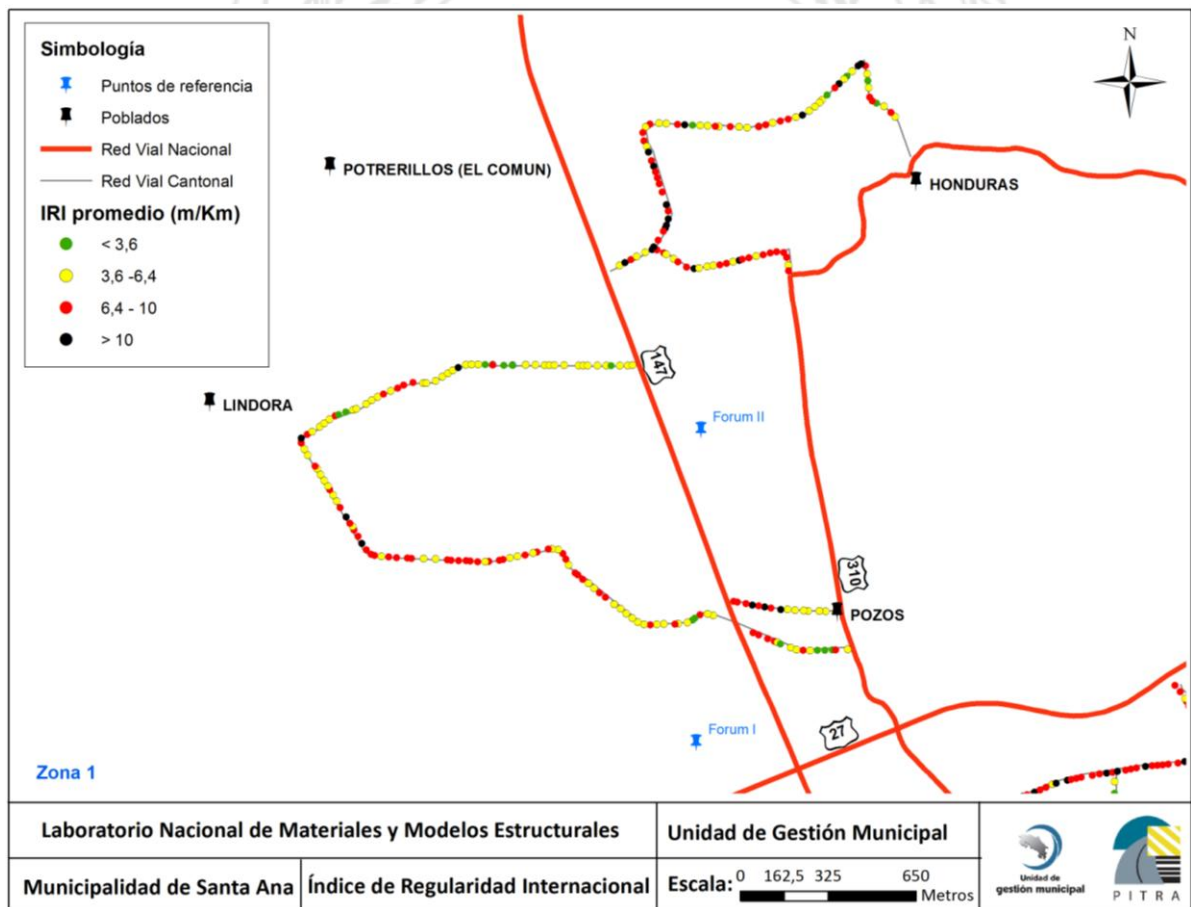 Simbología
Puntos de referencia
Poblados
Red Vial Nacional
Red Vial Cantonal
IRI promedio (m/Km)
< 3,6
3,6 -6,4
6,4 - 10
> 10
N
POTRERILLOS (EL COMUN)
HONDURAS
147
LINDORA
Forum II
310
POZOS
Forum I
27
Zona 1
Laboratorio Nacional de Materiales y Modelos Estructurales
Unidad de Gestión Municipal
Municipalidad de Santa Ana
Índice de Regularidad Internacional
Escala: 0 162,5 325 650
Metros
Unidad de
gestión municipal
PITRA